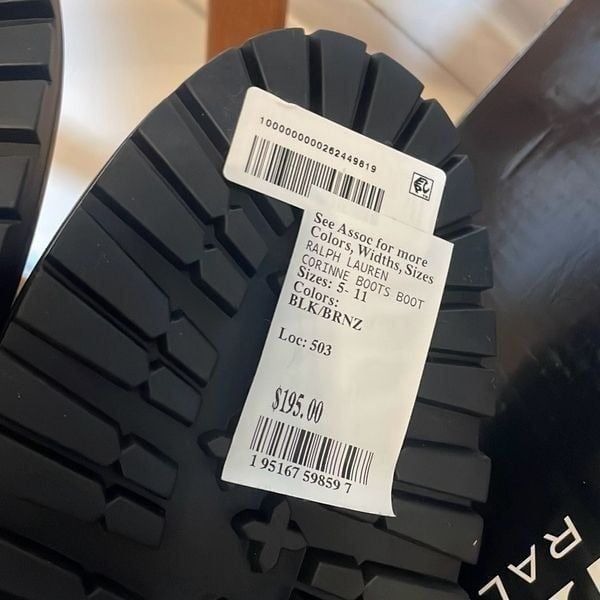 100000000262449819
See Assoc for more
Colors, Widths, Sizes
RALPH LAUREN
CORINNE BOOTS BOOT
Sizes: 5- 11
Colors:
BLK/BRNZ
Loc: 503
$195.00
1 95167 59859 7
RAL